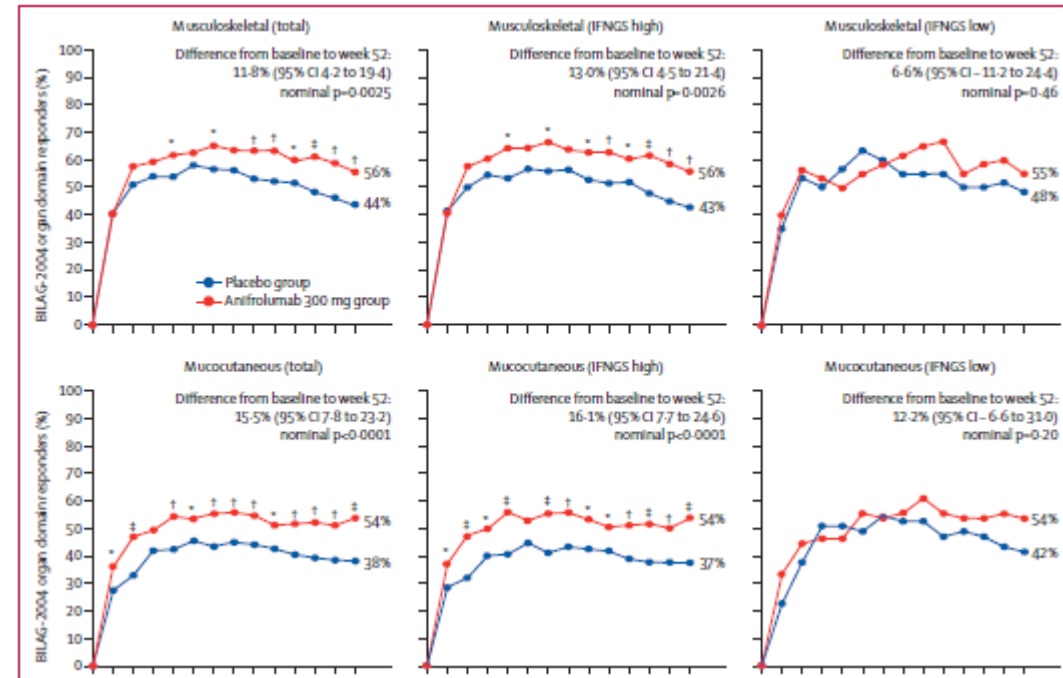 Musculoskeletal (total)
Musculoskeletal (IFNGS high)
Musculoskeletal (IFNGS low)
BILAG-2004 organ domain responders (%)
100
90
80
70
60
50
40
30
20
10
0
Difference from baseline to week 52:
11·8% (95% CI 4·2 to 19·4)
nominal p=0·0025
* * † † * ‡ † †
56%
44%
Placebo group
Anifrolumab 300 mg group
Difference from baseline to week 52:
13·0% (95% CI 4·5 to 21·4)
nominal p=0·0026
* * * † * ‡ † †
56%
43%
Difference from baseline to week 52:
6·6% (95% CI –11·2 to 24·4)
nominal p=0·46
55%
48%
Mucocutaneous (total)
Mucocutaneous (IFNGS high)
Mucocutaneous (IFNGS low)
BILAG-2004 organ domain responders (%)
100
90
80
70
60
50
40
30
20
10
0
Difference from baseline to week 52:
15·5% (95% CI 7·8 to 23·2)
nominal p<0·0001
* ‡ † * † † † * † † † ‡
54%
38%
Difference from baseline to week 52:
16·1% (95% CI 7·7 to 24·6)
nominal p<0·0001
* ‡ * ‡ ‡ † * * † ‡ † ‡
54%
37%
Difference from baseline to week 52:
12·2% (95% CI –6·6 to 31·0)
nominal p=0·20
54%
42%